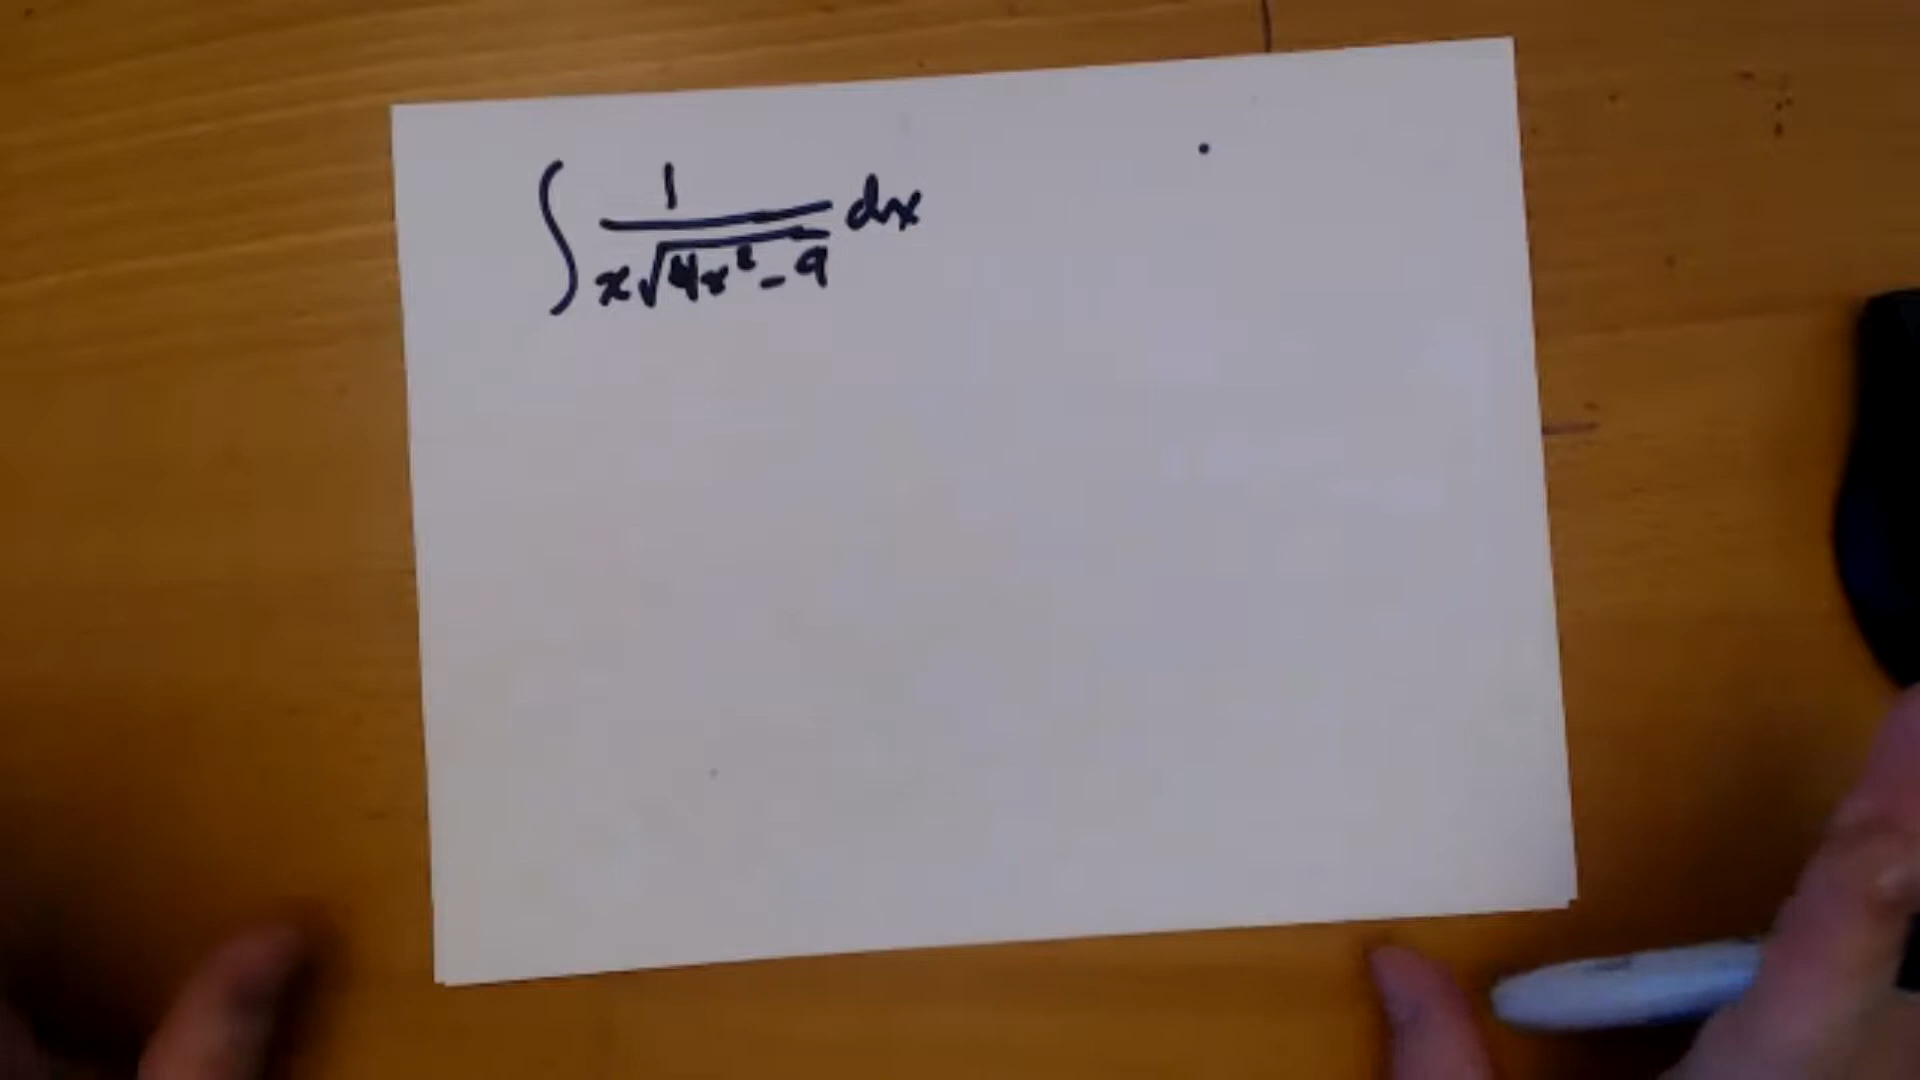 ∫ 1/(x√(4x²-9)) dx